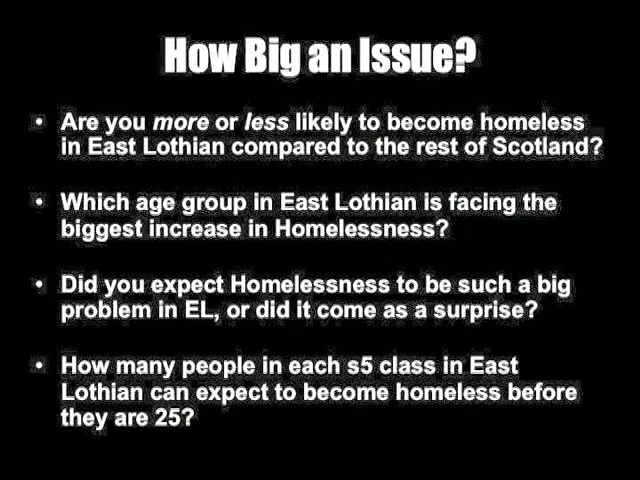 How Big an Issue?
• Are you more or less likely to become homeless
in East Lothian compared to the rest of Scotland?
• Which age group in East Lothian is facing the
biggest increase in Homelessness?
• Did you expect Homelessness to be such a big
problem in EL, or did it come as a surprise?
• How many people in each s5 class in East
Lothian can expect to become homeless before
they are 25?